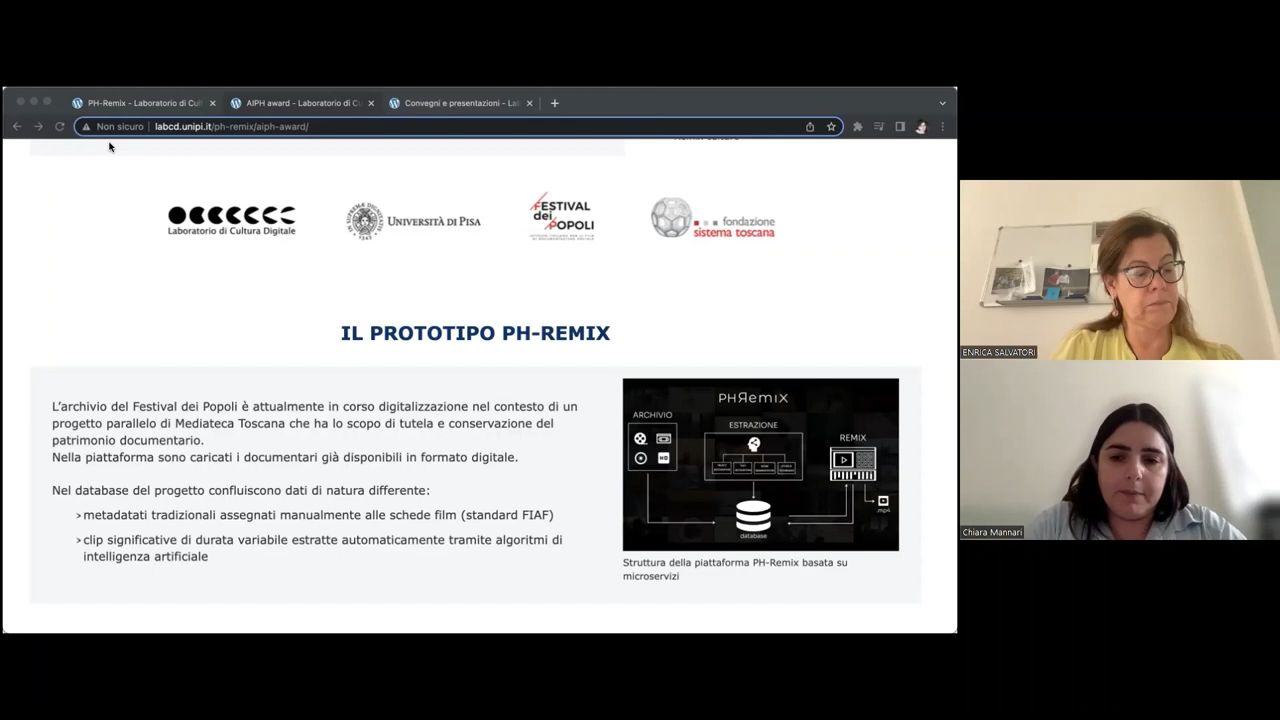 PH-Remix - Laboratorio di Cul
AIPH award - Laboratorio di Cu
Convegni e presentazioni - La
Non sicuro
labcd.unipi.it/ph-remix/aiph-award/
Laboratorio di Cultura Digitale
UNIVERSITÀ DI PISA
FESTIVAL
dei
POPOLI
fondazione
sistema toscana
IL PROTOTIPO PH-REMIX
L'archivio del Festival dei Popoli è attualmente in corso digitalizzazione nel contesto di un
progetto parallelo di Mediateca Toscana che ha lo scopo di tutela e conservazione del
patrimonio documentario.
Nella piattaforma sono caricati i documentari già disponibili in formato digitale.
Nel database del progetto confluiscono dati di natura differente:
>metadatati tradizionali assegnati manualmente alle schede film (standard FIAF)
>clip significative di durata variabile estratte automaticamente tramite algoritmi di
intelligenza artificiale
PHRemix
ARCHIVIO
ESTRAZIONE
REMIX
.mp4
database
Struttura della piattaforma PH-Remix basata su
microservizi
ENRICA SALVATORI
Chiara Mannari